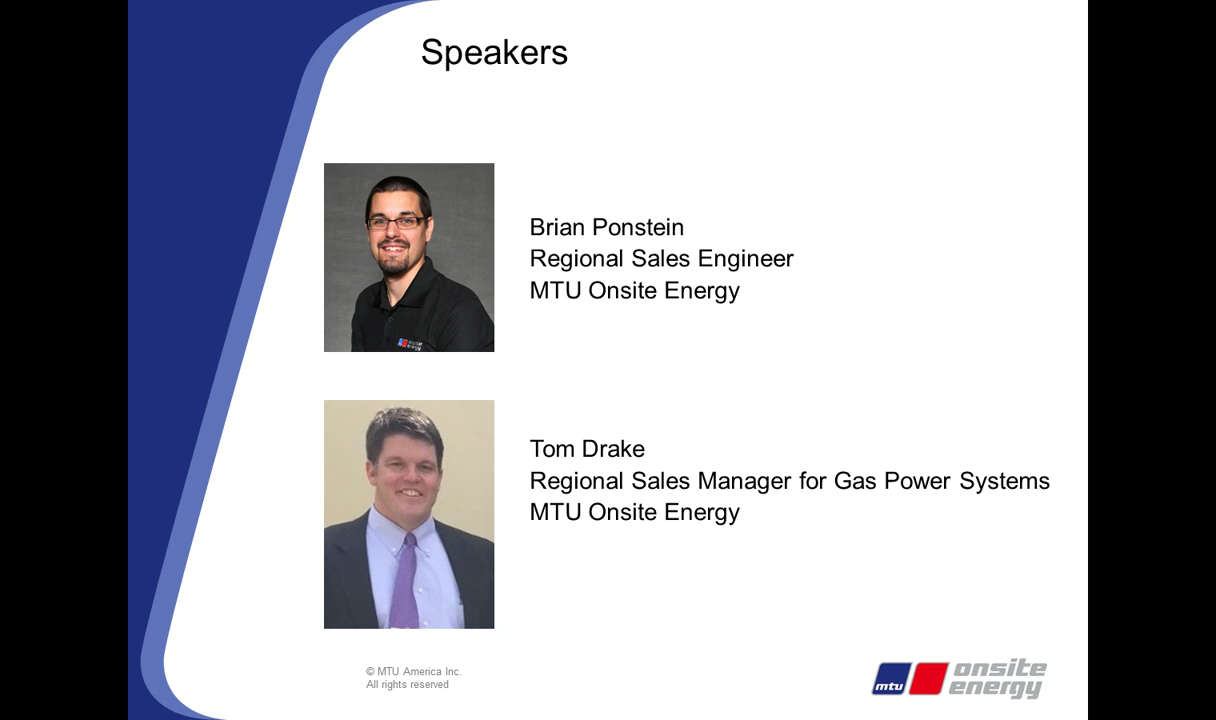 Speakers
Brian Ponstein
Regional Sales Engineer
MTU Onsite Energy
Tom Drake
Regional Sales Manager for Gas Power Systems
MTU Onsite Energy
© MTU America Inc.
All rights reserved
mtu
onsite
energy